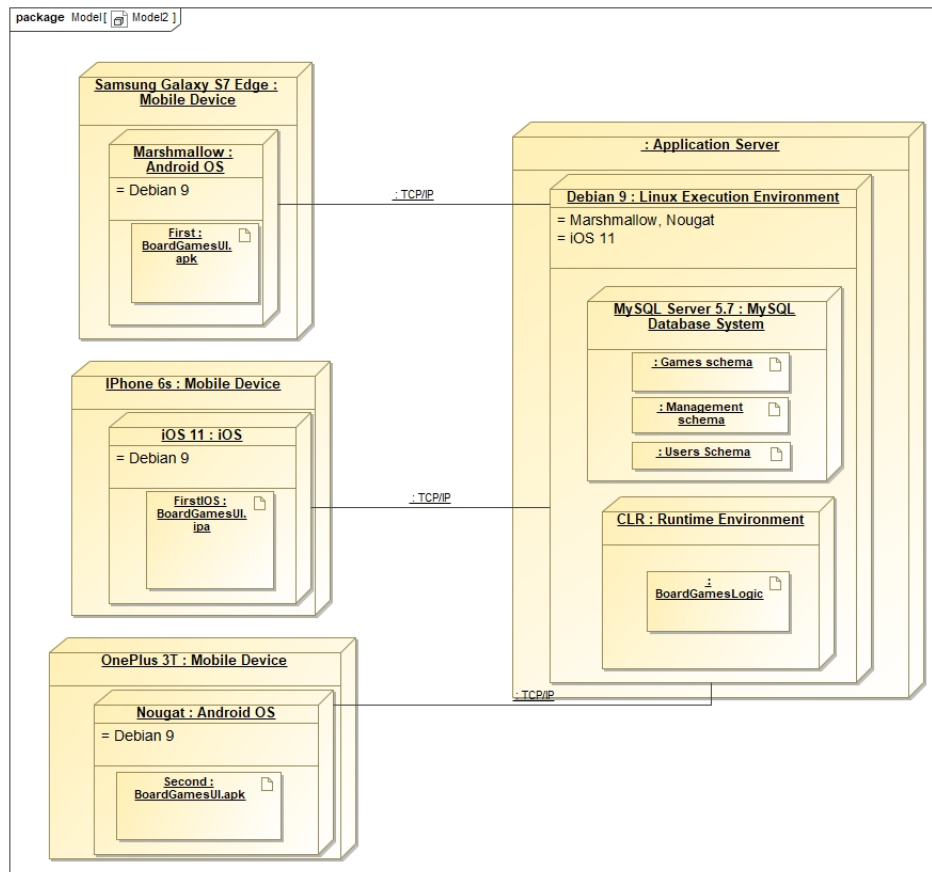 package Model [ Model2 ]
Samsung Galaxy S7 Edge :
Mobile Device
Marshmallow :
Android OS
= Debian 9
First :
BoardGamesUI.
apk
: TCP/IP
: Application Server
Debian 9 : Linux Execution Environment
= Marshmallow, Nougat
= iOS 11
MySQL Server 5.7 : MySQL
Database System
: Games schema
: Management
schema
: Users Schema
IPhone 6s : Mobile Device
iOS 11 : iOS
= Debian 9
FirstIOS :
BoardGamesUI.
ipa
: TCP/IP
CLR : Runtime Environment
:
BoardGamesLogic
OnePlus 3T : Mobile Device
Nougat : Android OS
= Debian 9
Second :
BoardGamesUI.apk
: TCP/IP